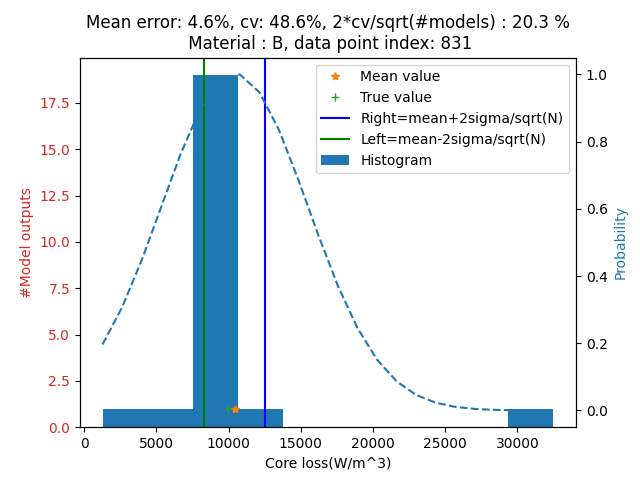 Mean error: 4.6%, cv: 48.6%, 2*cv/sqrt(#models) : 20.3 %
Material : B, data point index: 831
Mean value
True value
Right=mean+2sigma/sqrt(N)
Left=mean-2sigma/sqrt(N)
Histogram
#Model outputs
17.5
15.0
12.5
10.0
7.5
5.0
2.5
0.0
1.0
0.8
0.6
0.4
0.2
0.0
Probability
0 5000 10000 15000 20000 25000 30000
Core loss(W/m^3)